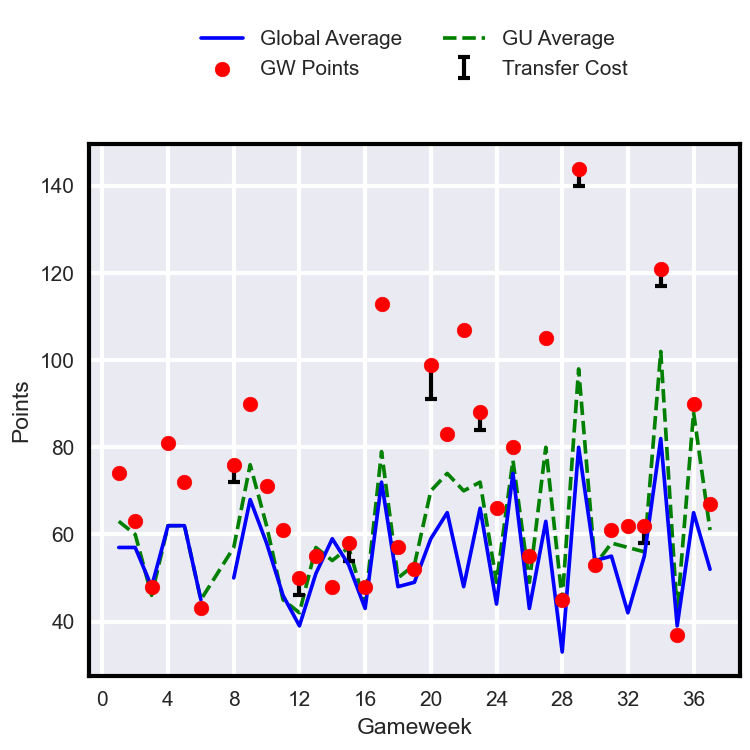 Global Average
GU Average
GW Points
Transfer Cost
140
120
100
80
60
40
Points
0 4 8 12 16 20 24 28 32 36
Gameweek